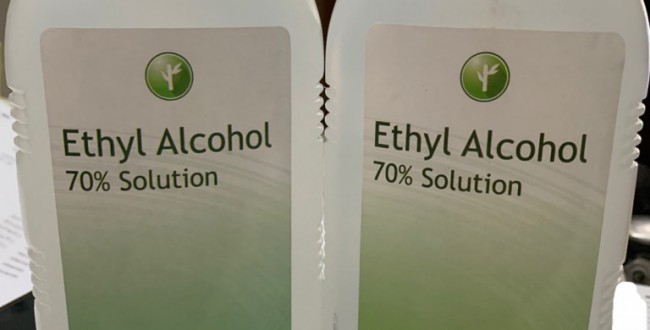 Ethyl Alcohol
70% Solution
Ethyl Alcohol
70% Solution